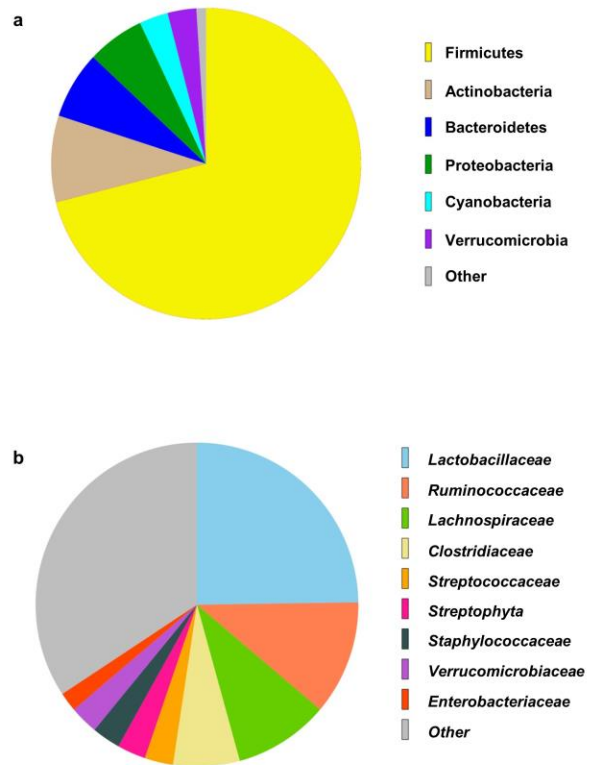 a
Firmicutes
Actinobacteria
Bacteroidetes
Proteobacteria
Cyanobacteria
Verrucomicrobia
Other
b
Lactobacillaceae
Ruminococcaceae
Lachnospiraceae
Clostridiaceae
Streptococcaceae
Streptophyta
Staphylococcaceae
Verrucomicrobiaceae
Enterobacteriaceae
Other